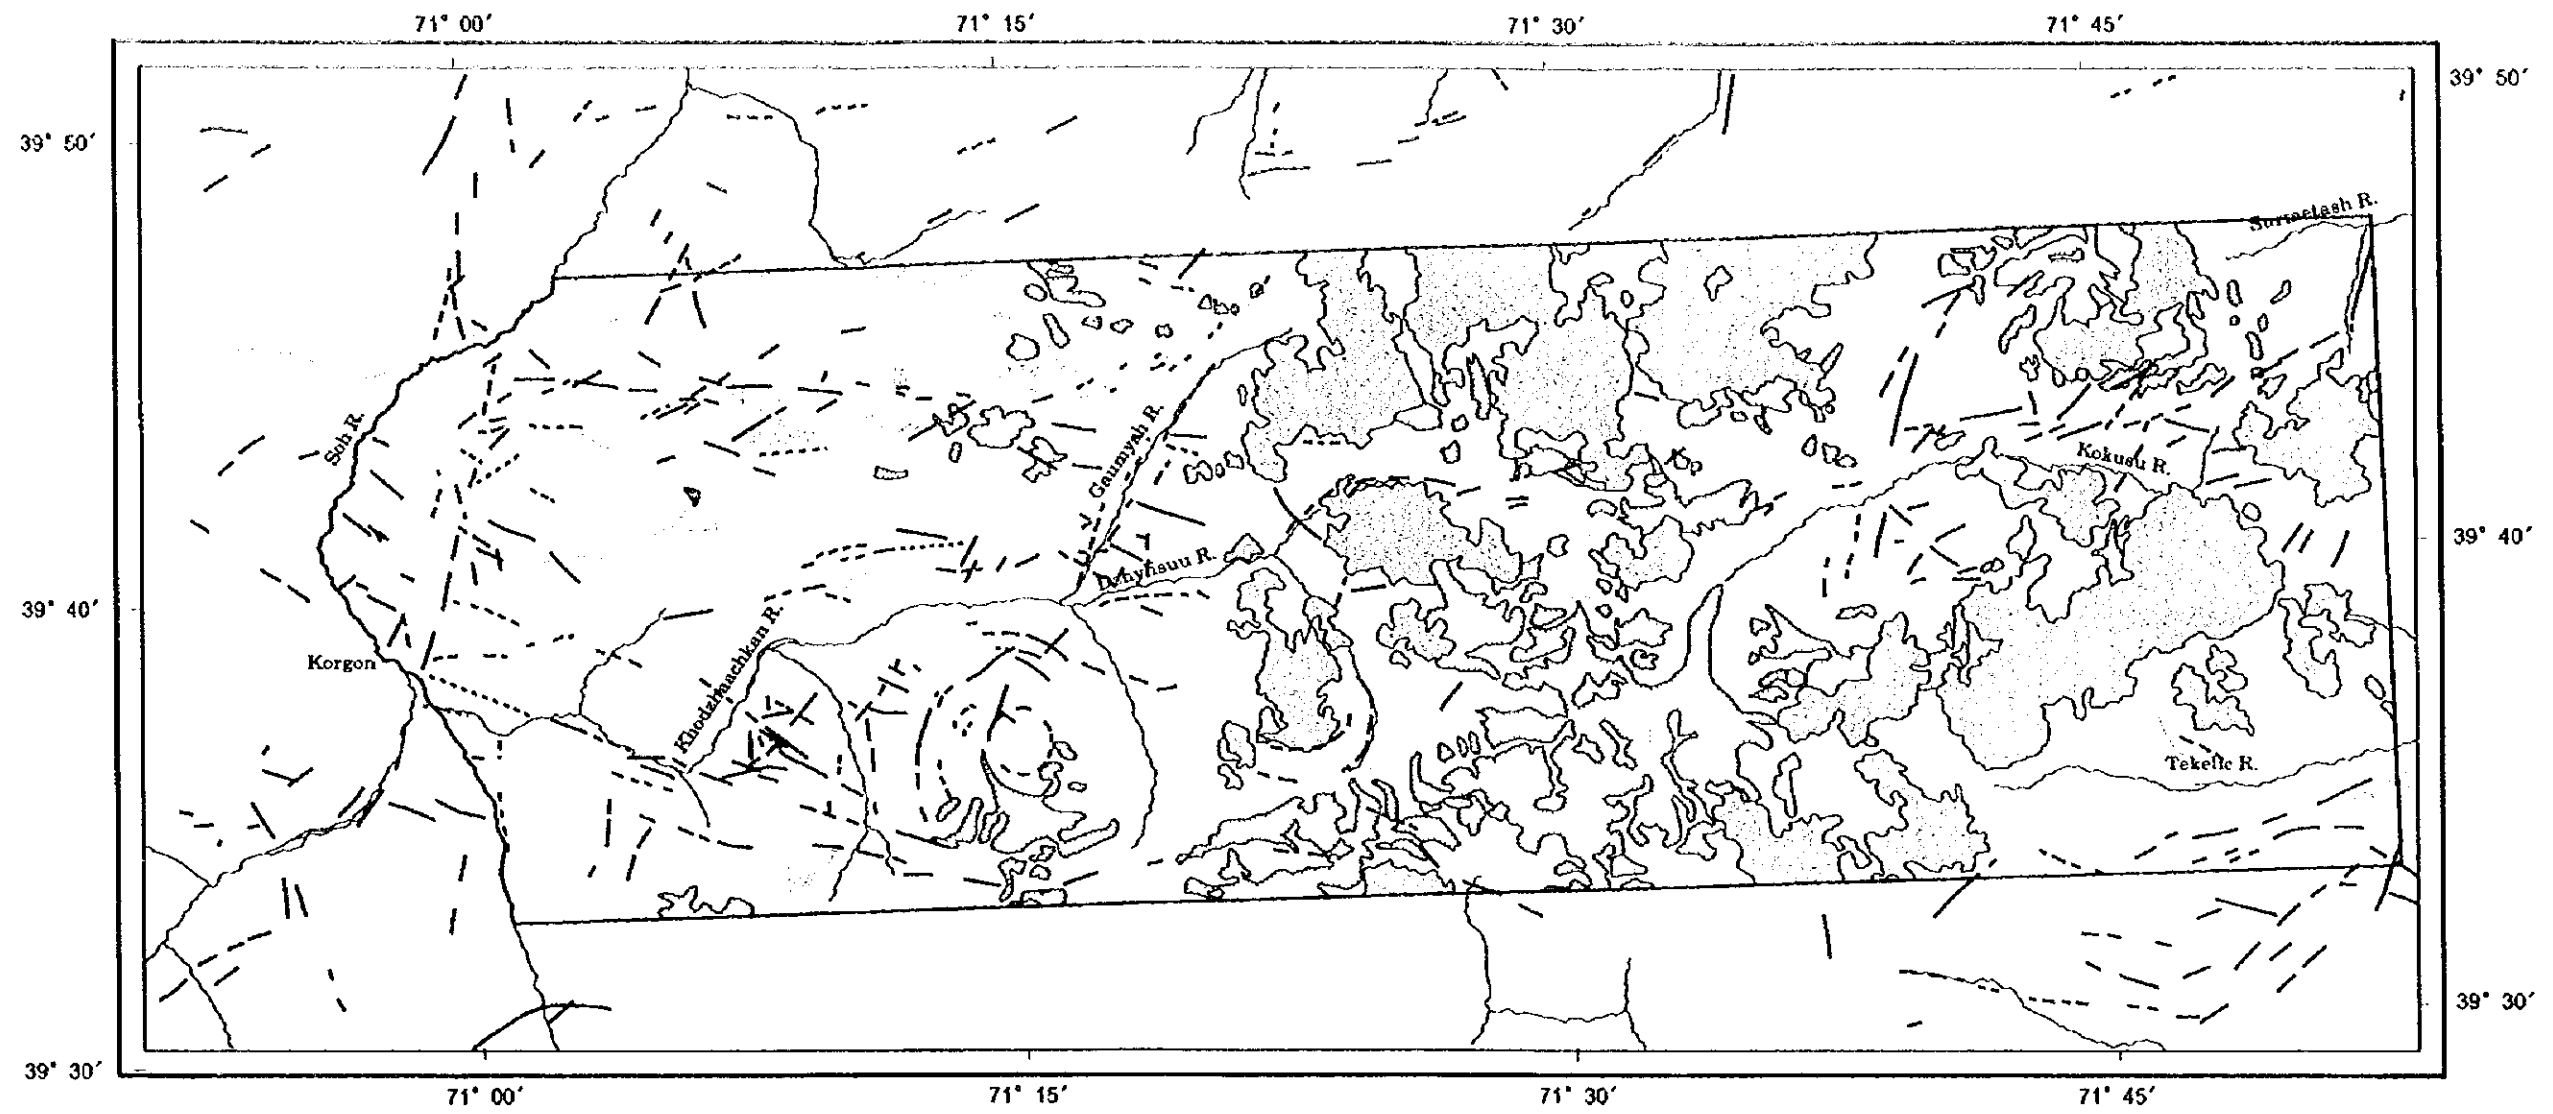 71° 00′ 71° 15′ 71° 30′ 71° 45′
39° 50′
39° 50′
Surmetash R.
Soh R.
Gaumyah R.
Kokusu R.
39° 40′
Dzhyhsuu R.
39° 40′
Khodzhaachkan R.
Korgon
Tekelic R.
39° 30′
39° 30′
71° 00′ 71° 15′ 71° 30′ 71° 45′